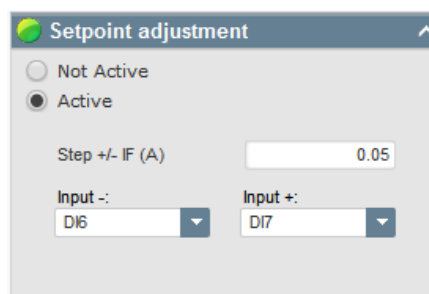 Setpoint adjustment
Not Active
Active
Step +/- IF (A) 0.05
Input -: Input +:
DI6 DI7